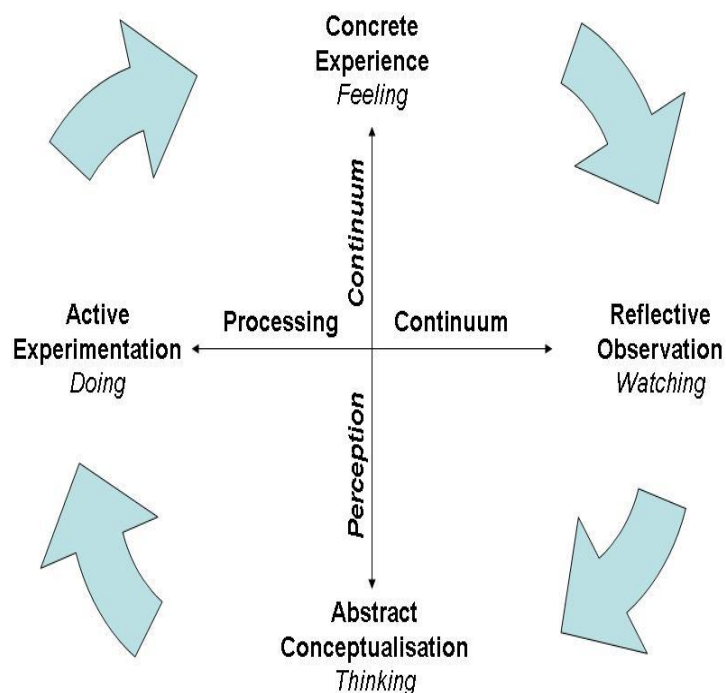 Concrete
Experience
Feeling
Continuum
Processing
Continuum
Active
Experimentation
Doing
Reflective
Observation
Watching
Perception
Abstract
Conceptualisation
Thinking